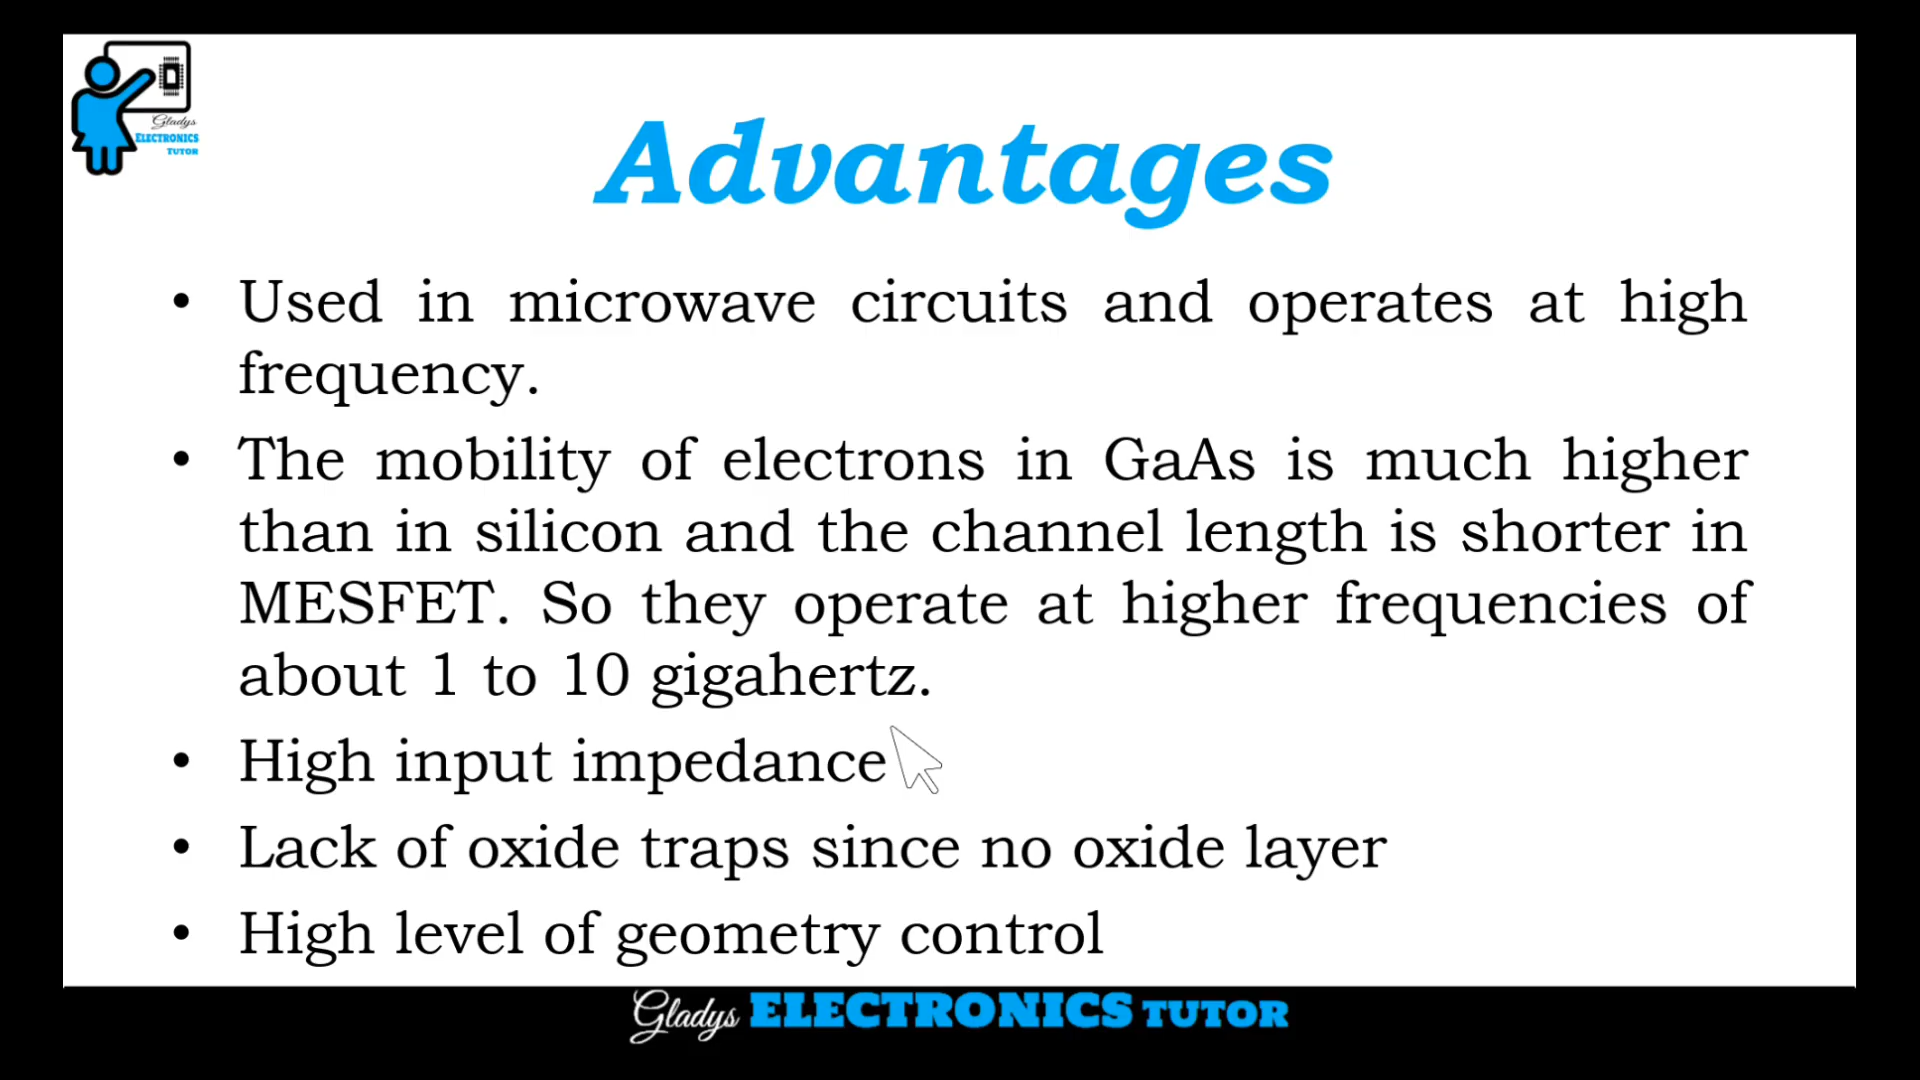 Gladys
ELECTRONICS
TUTOR
Advantages
• Used in microwave circuits and operates at high
frequency.
• The mobility of electrons in GaAs is much higher
than in silicon and the channel length is shorter in
MESFET. So they operate at higher frequencies of
about 1 to 10 gigahertz.
• High input impedance
• Lack of oxide traps since no oxide layer
• High level of geometry control
Gladys ELECTRONICS TUTOR